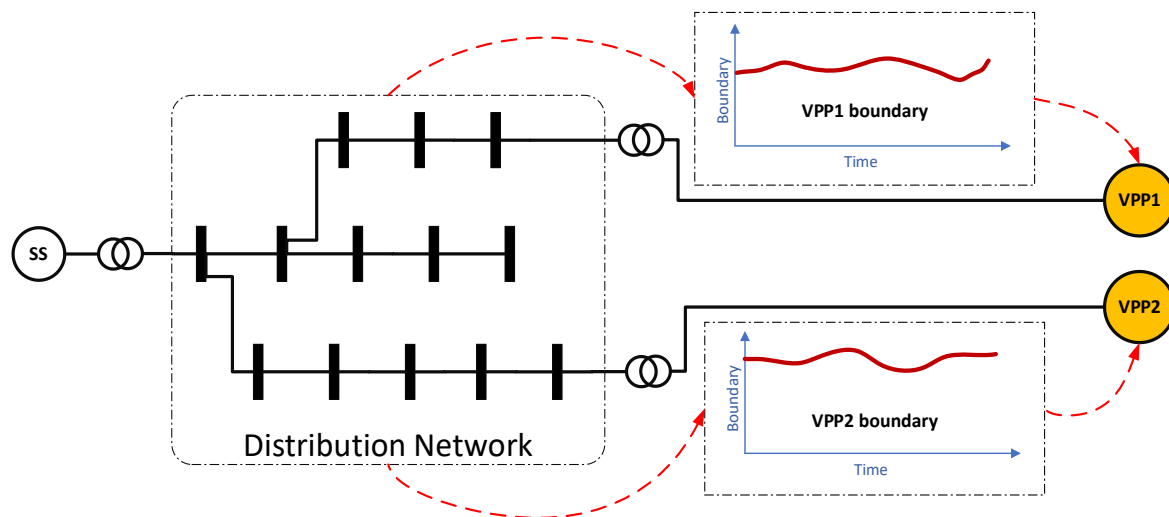 Boundary
VPP1 boundary
Time
VPP1
SS
VPP2
Boundary
VPP2 boundary
Time
Distribution Network